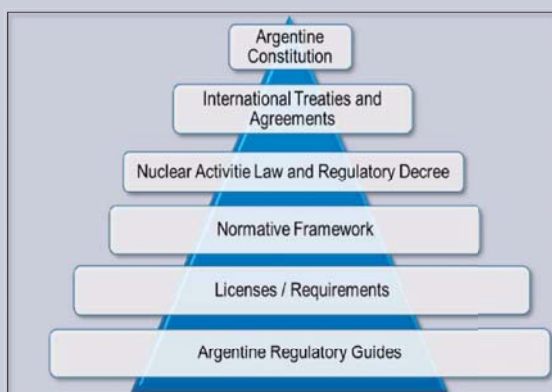 Argentine
Constitution
International Treaties and
Agreements
Nuclear Activitie Law and Regulatory Decree
Normative Framework
Licenses / Requirements
Argentine Regulatory Guides